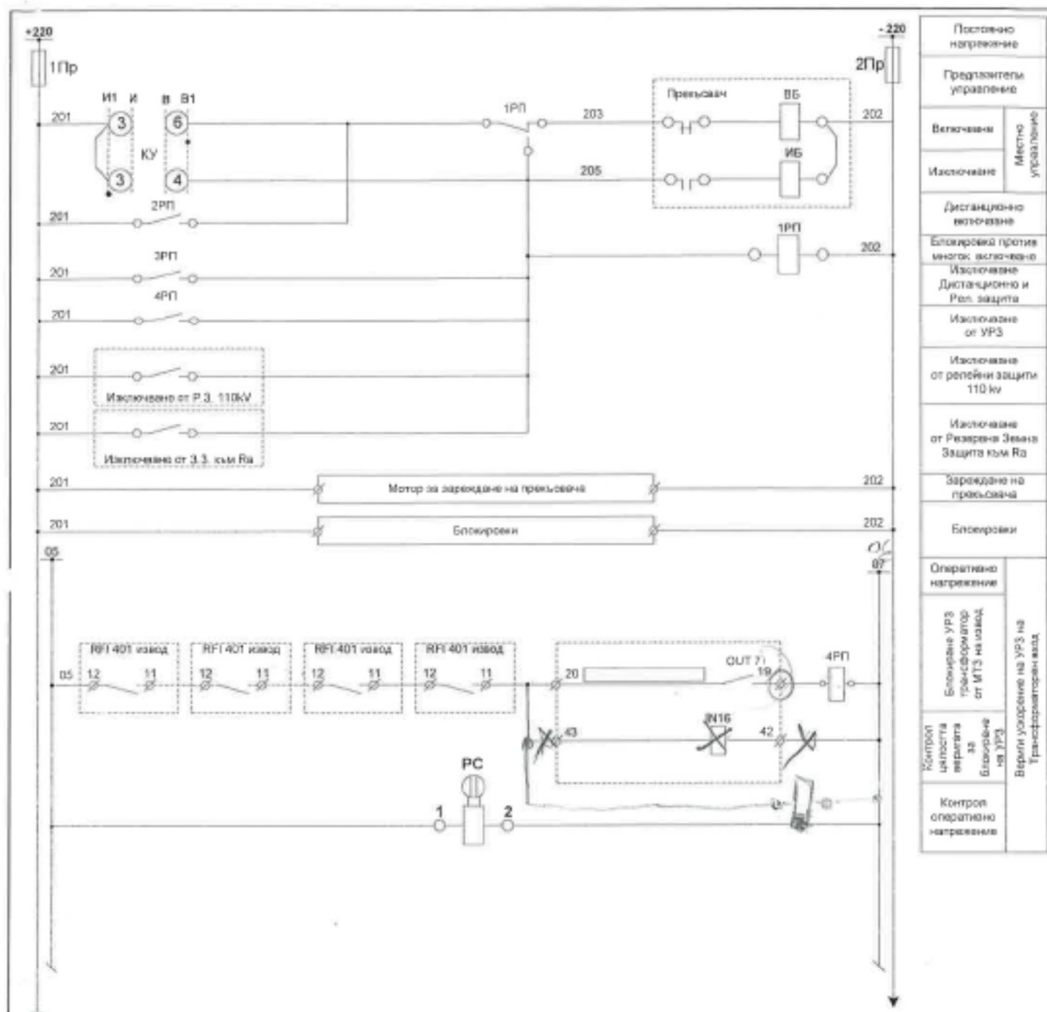 +220
- 220
1Пр
2Пр
И1 И В В1
201
3
6
КУ
3
4
1РП
203
205
Прекъсвач
ВБ
ИБ
202
201
2РП
1РП
202
201
3РП
201
4РП
201
Изключване от Р.З. 110kV
201
Изключване от З.З. към Ra
201
Мотор за зареждане на прекъсвача
202
201
Блокировки
202
05
07
05
RFI 401 извод
12
11
RFI 401 извод
12
11
RFI 401 извод
12
11
RFI 401 извод
12
11
20
OUT 7
19
4РП
43
IN16
42
РС
1
2
Постоянно
напрежение
Предпазители
управление
Включване
Изключване
Местно
управление
Дистанционно
включване
Блокировка против
многок. включване
Изключване
Дистанционно и
Рел. защита
Изключване
от УРЗ
Изключване
от релейни защити
110 kv
Изключване
от Резервна Земна
Защита към Ra
Зареждане на
прекъсвача
Блокировки
Оперативно
напрежение
Блокиране УРЗ
трансформатор
от МТЗ на извод
Контрол
цялостта
веригата
за
блокиране
на УРЗ
Контрол
оперативно
напрежение
Вериги ускорение на УРЗ на
Трансформаторен вход